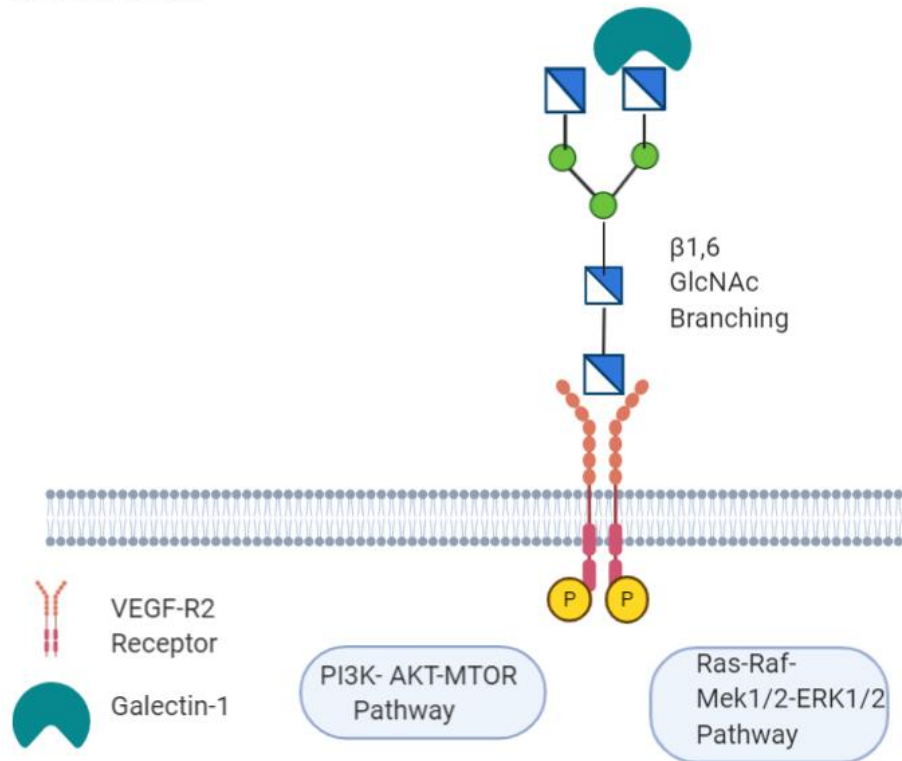 β1,6
GlcNAc
Branching
P P
VEGF-R2
Receptor
Galectin-1
PI3K- AKT-MTOR
Pathway
Ras-Raf-
Mek1/2-ERK1/2
Pathway